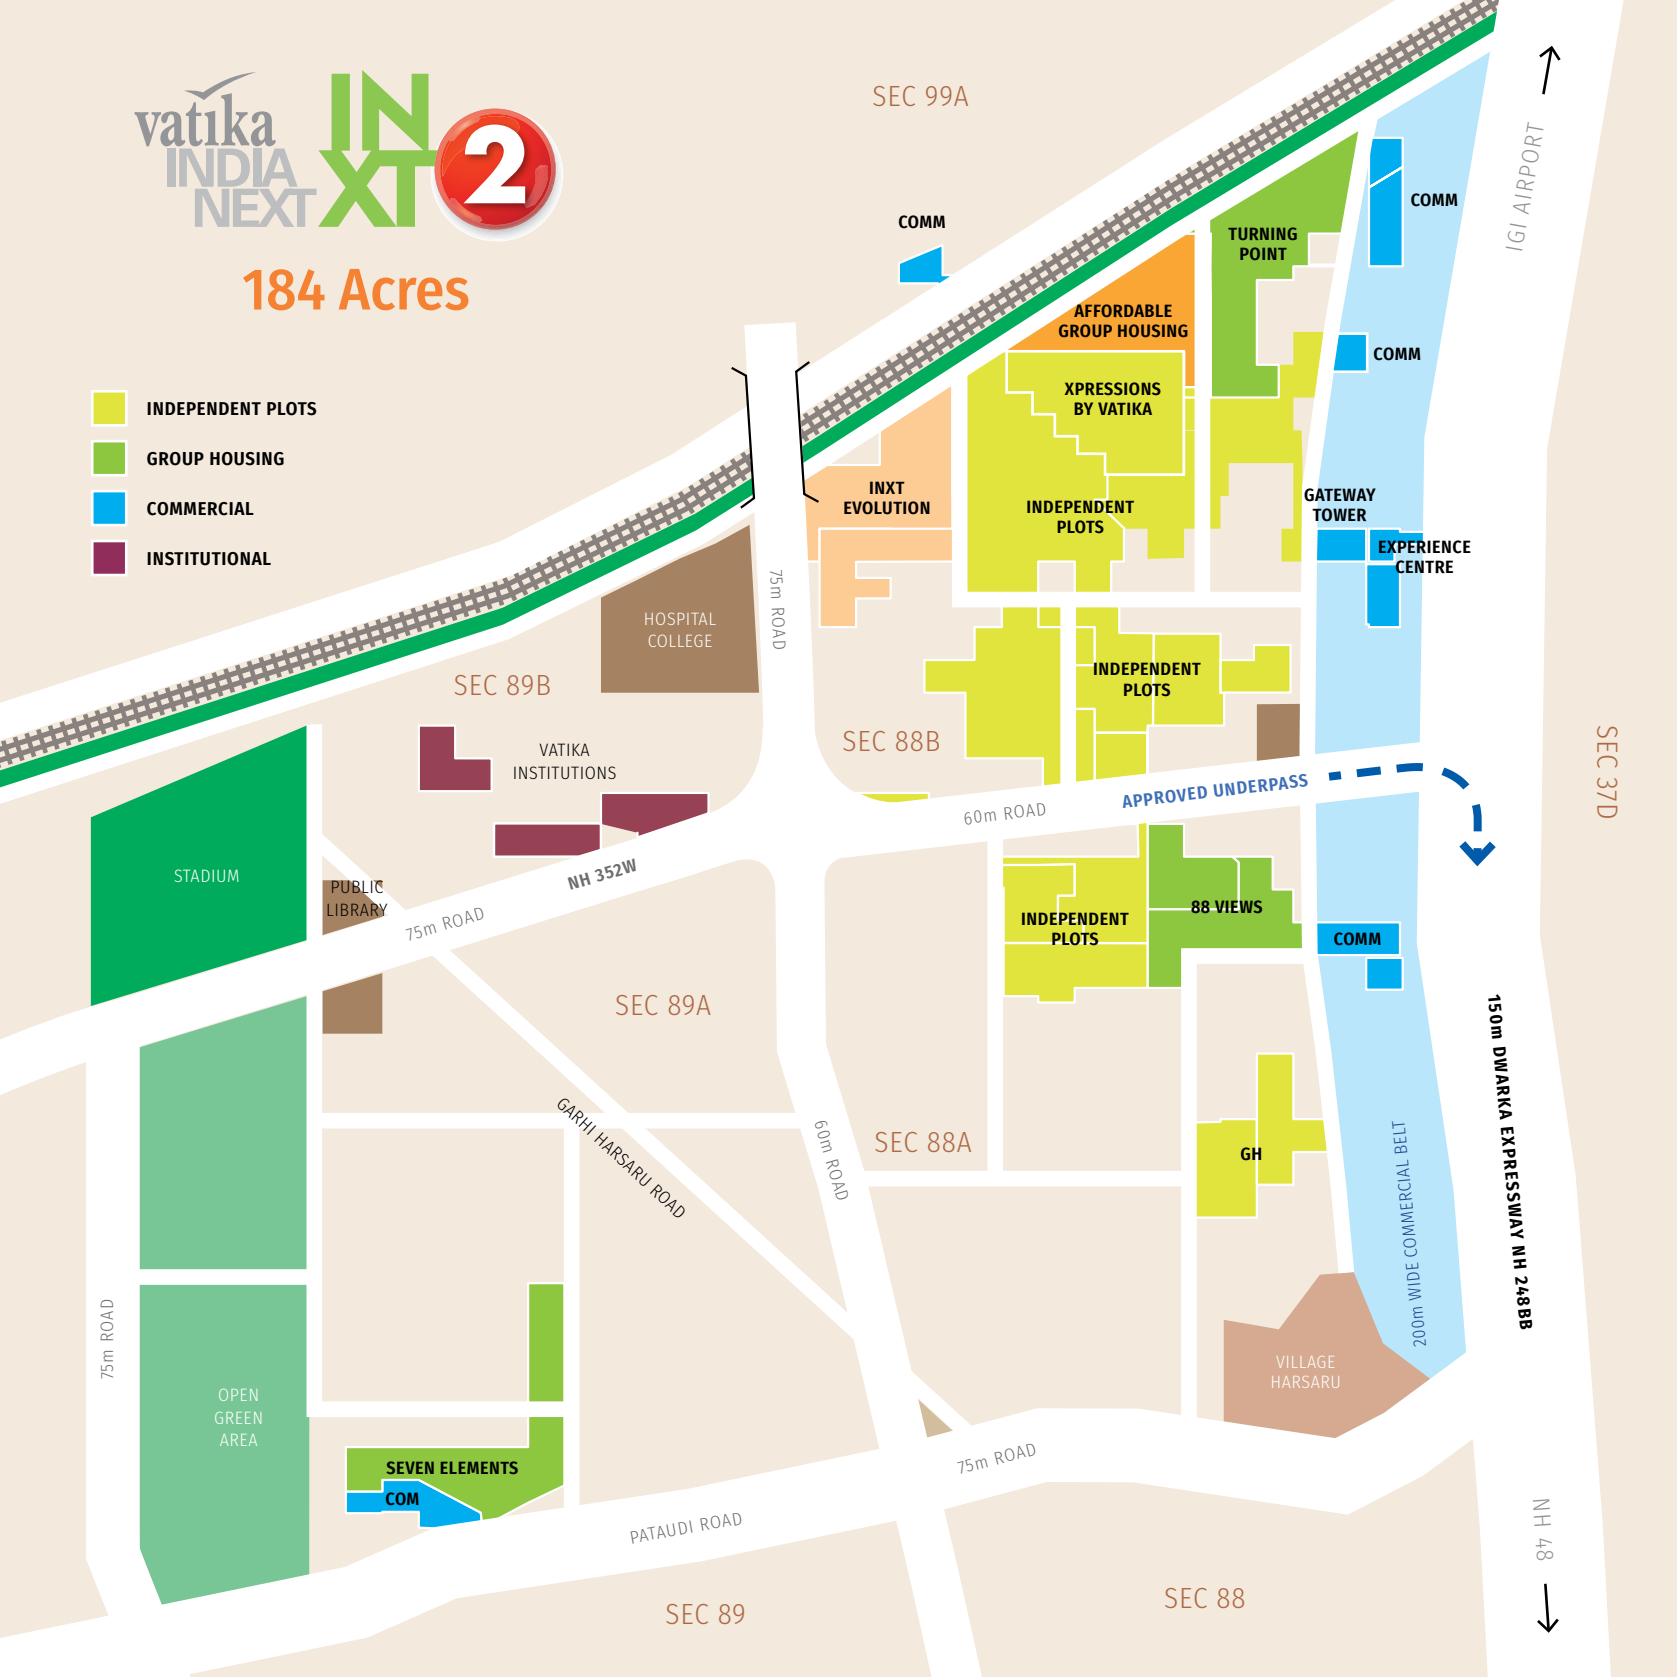 vatika
INDIA
NEXT
IN
XT
2
184 Acres
INDEPENDENT PLOTS
GROUP HOUSING
COMMERCIAL
INSTITUTIONAL
SEC 99A
COMM
TURNING
POINT
COMM
IGI AIRPORT
AFFORDABLE
GROUP HOUSING
COMM
XPRESSIONS
BY VATIKA
INXT
EVOLUTION
INDEPENDENT
PLOTS
GATEWAY
TOWER
EXPERIENCE
CENTRE
75m ROAD
HOSPITAL
COLLEGE
SEC 89B
INDEPENDENT
PLOTS
SEC 88B
VATIKA
INSTITUTIONS
SEC 37D
APPROVED UNDERPASS
60m ROAD
STADIUM
PUBLIC
LIBRARY
NH 352W
75m ROAD
INDEPENDENT
PLOTS
88 VIEWS
COMM
SEC 89A
150m DWARKA EXPRESSWAY NH 248BB
GARHI HARSARU ROAD
60m ROAD
SEC 88A
GH
200m WIDE COMMERCIAL BELT
75m ROAD
OPEN
GREEN
AREA
VILLAGE
HARSARU
SEVEN ELEMENTS
COM
75m ROAD
PATAUDI ROAD
NH 48
SEC 89
SEC 88